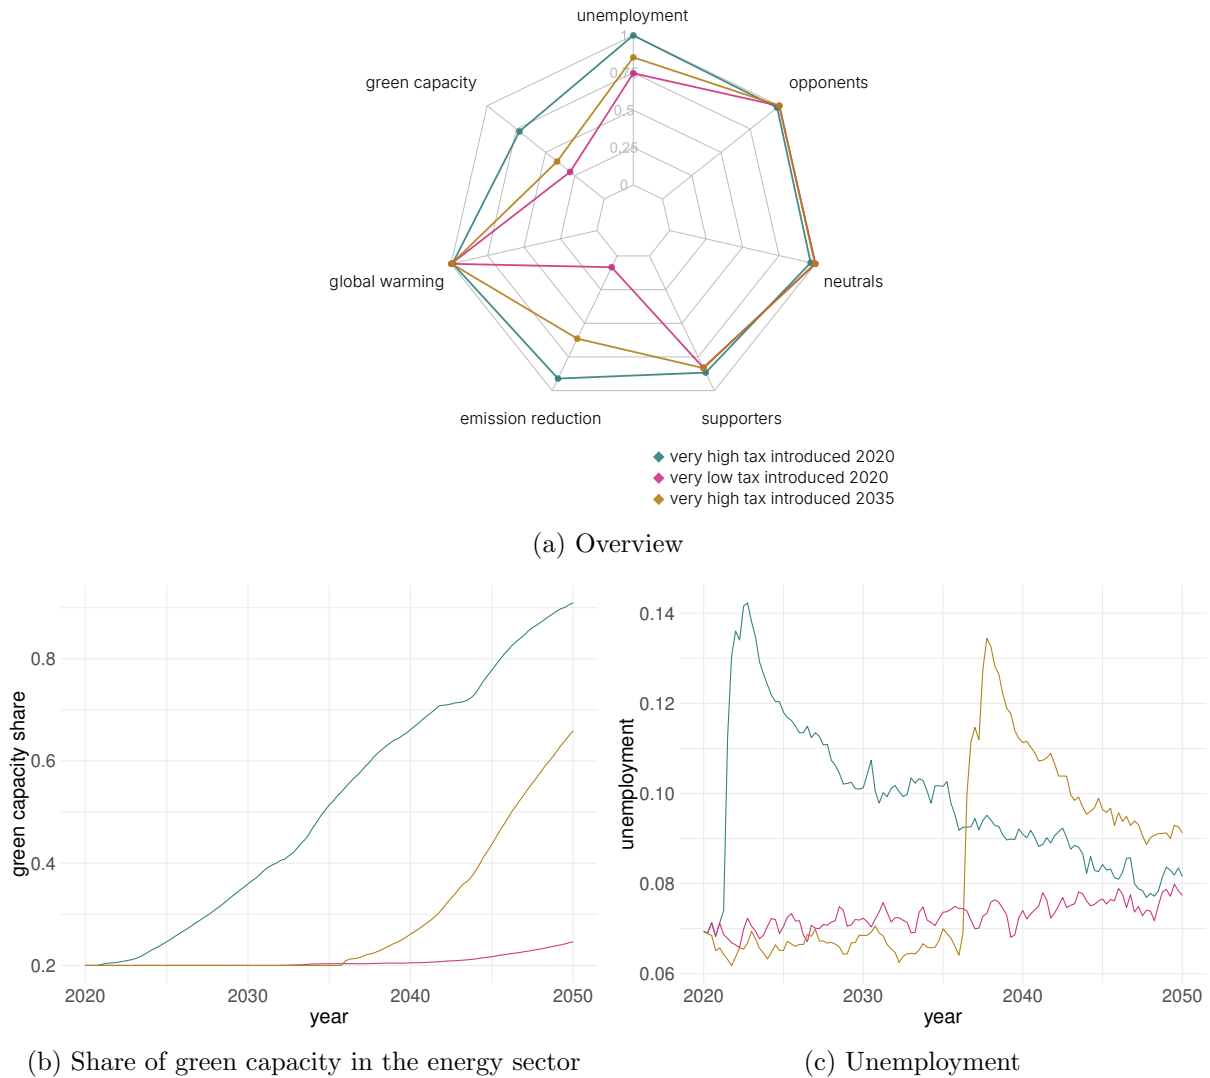 unemployment
green capacity
opponents
1
0.75
0.5
0.25
0
global warming
neutrals
emission reduction
supporters
very high tax introduced 2020
very low tax introduced 2020
very high tax introduced 2035
(a) Overview
green capacity share
0.8
0.6
0.4
0.2
2020 2030 2040 2050
year
(b) Share of green capacity in the energy sector
unemployment
0.14
0.12
0.10
0.08
0.06
2020 2030 2040 2050
year
(c) Unemployment